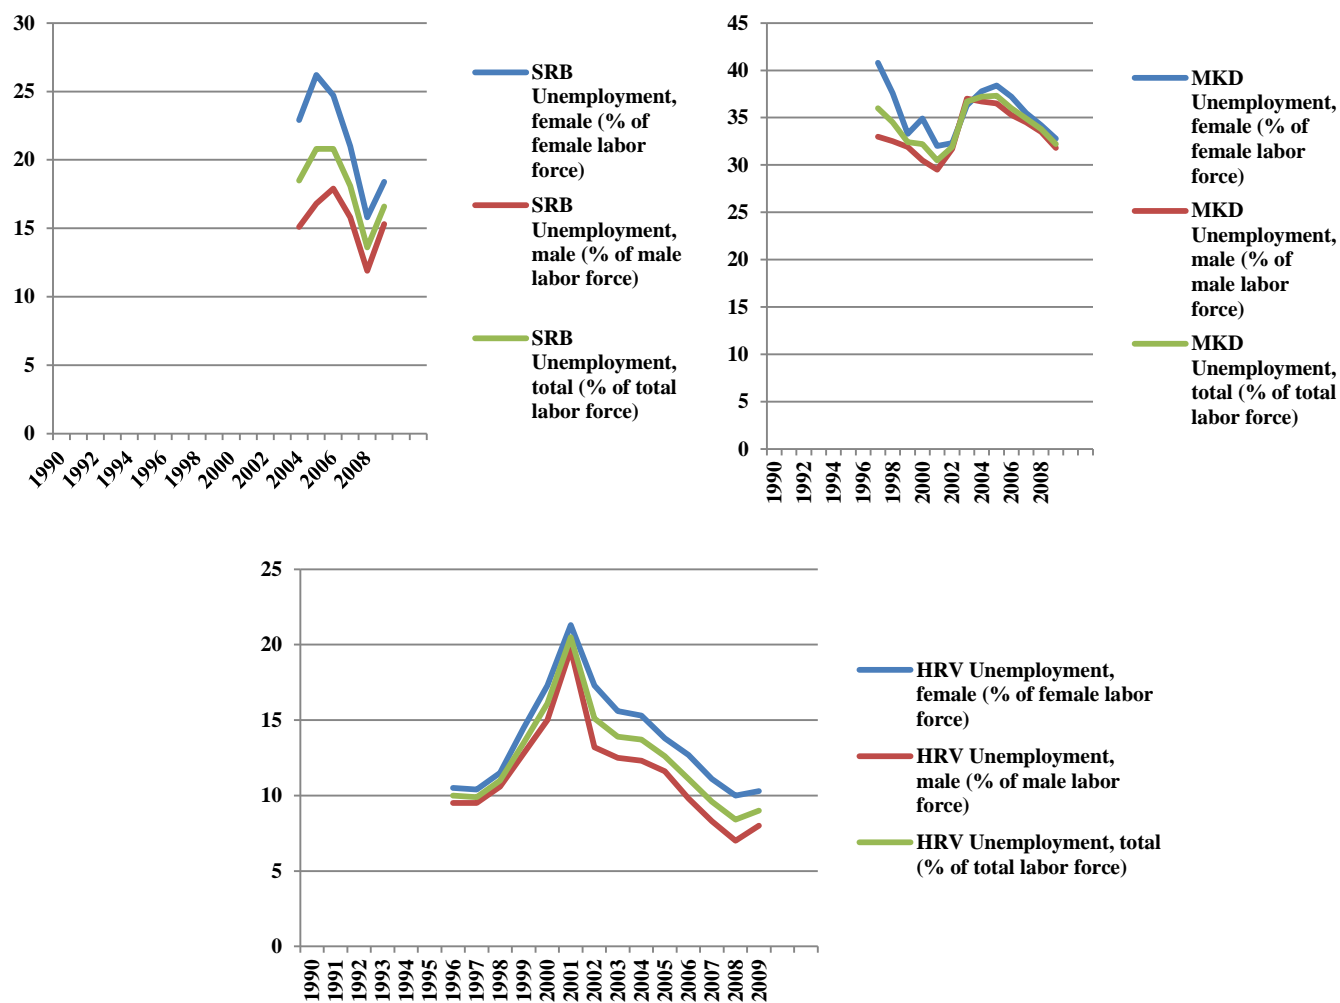 30
25
20
15
10
5
0
1990
1992
1994
1996
1998
2000
2002
2004
2006
2008
SRB
Unemployment,
female (% of
female labor
force)
SRB
Unemployment,
male (% of male
labor force)
SRB
Unemployment,
total (% of total
labor force)
45
40
35
30
25
20
15
10
5
0
1990
1992
1994
1996
1998
2000
2002
2004
2006
2008
MKD
Unemployment,
female (% of
female labor
force)
MKD
Unemployment,
male (% of
male labor
force)
MKD
Unemployment,
total (% of total
labor force)
25
20
15
10
5
0
1990
1991
1992
1993
1994
1995
1996
1997
1998
1999
2000
2001
2002
2003
2004
2005
2006
2007
2008
2009
HRV Unemployment,
female (% of female labor
force)
HRV Unemployment,
male (% of male labor
force)
HRV Unemployment, total
(% of total labor force)